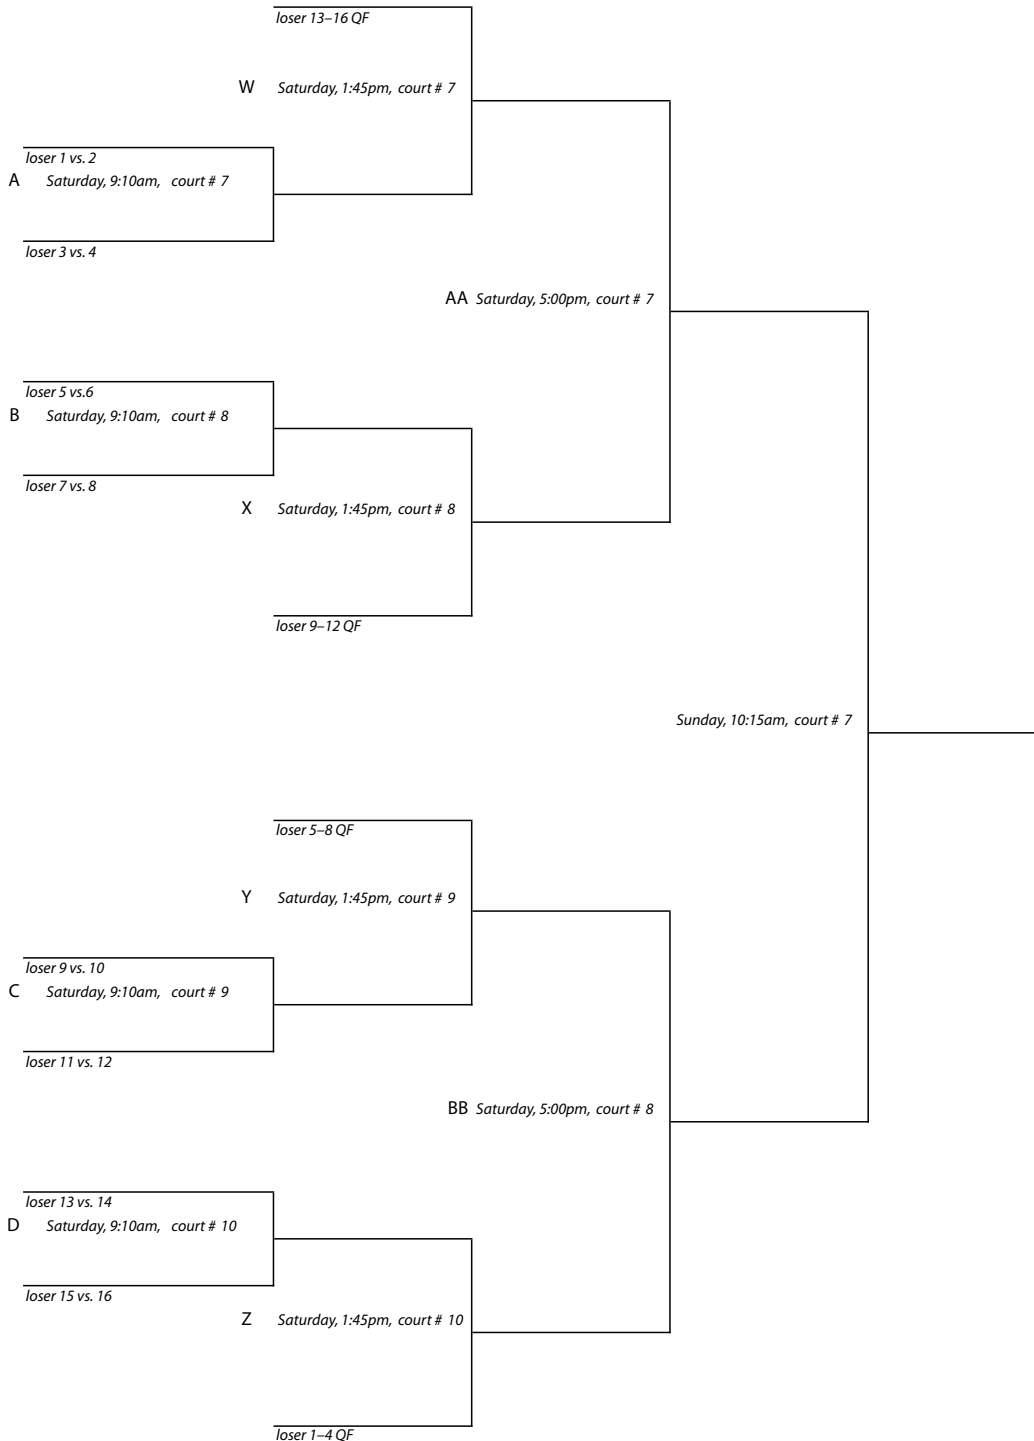 loser 13–16 QF
W Saturday, 1:45pm, court # 7
loser 1 vs. 2
A Saturday, 9:10am, court # 7
loser 3 vs. 4
AA Saturday, 5:00pm, court # 7
loser 5 vs.6
B Saturday, 9:10am, court # 8
loser 7 vs. 8
X Saturday, 1:45pm, court # 8
loser 9–12 QF
Sunday, 10:15am, court # 7
loser 5–8 QF
Y Saturday, 1:45pm, court # 9
loser 9 vs. 10
C Saturday, 9:10am, court # 9
loser 11 vs. 12
BB Saturday, 5:00pm, court # 8
loser 13 vs. 14
D Saturday, 9:10am, court # 10
loser 15 vs. 16
Z Saturday, 1:45pm, court # 10
loser 1–4 QF